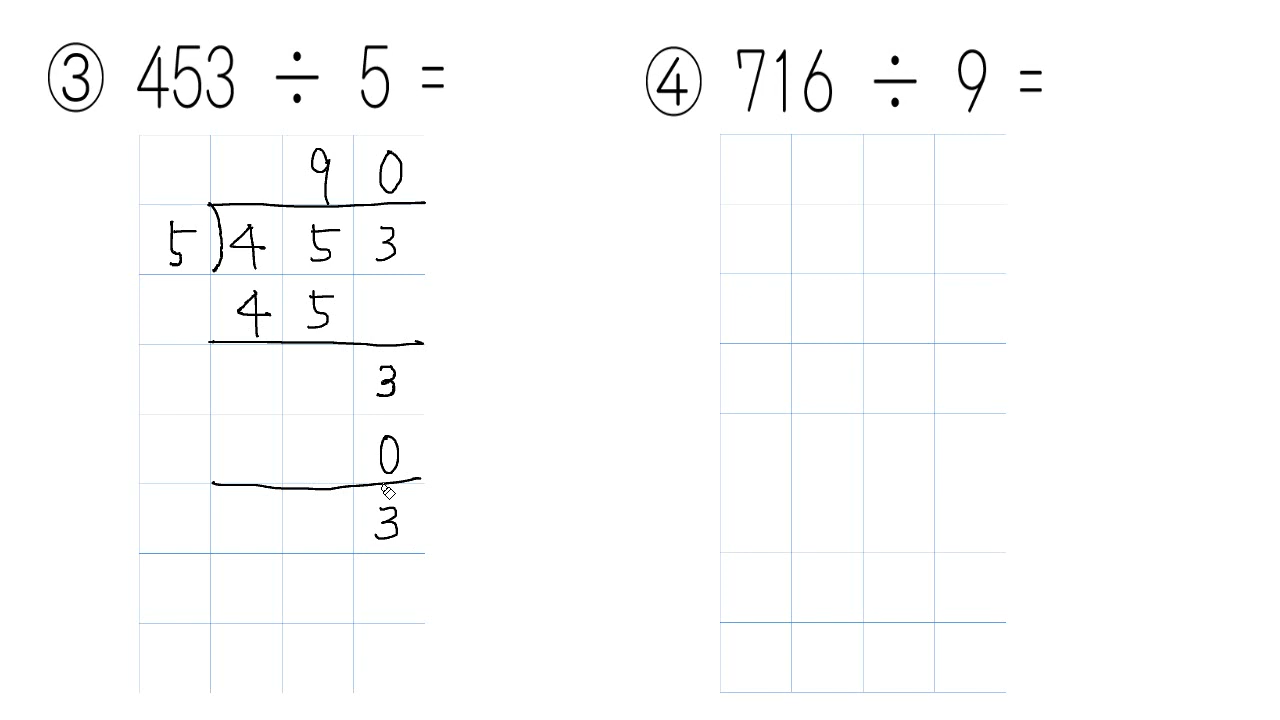 ③ 453 ÷ 5 =
9 0
5)4 5 3
4 5
3
0
3
④ 716 ÷ 9 =